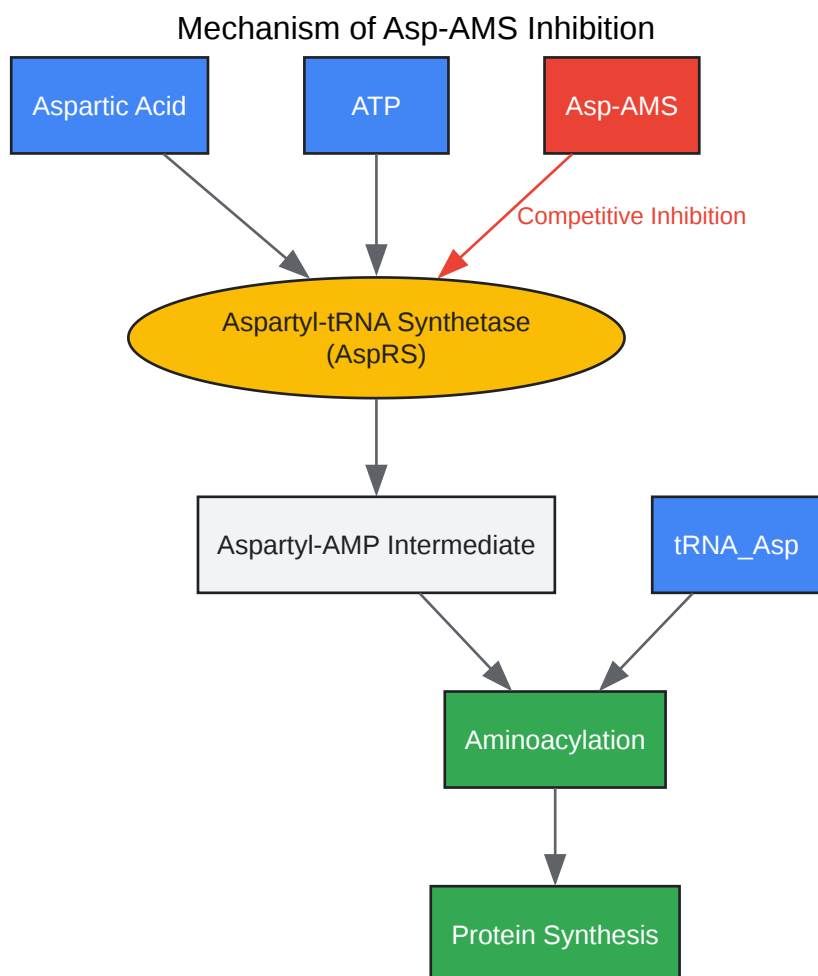 Mechanism of Asp-AMS Inhibition
Aspartic Acid
ATP
Asp-AMS
Competitive Inhibition
Aspartyl-tRNA Synthetase
(AspRS)
Aspartyl-AMP Intermediate
tRNA_Asp
Aminoacylation
Protein Synthesis